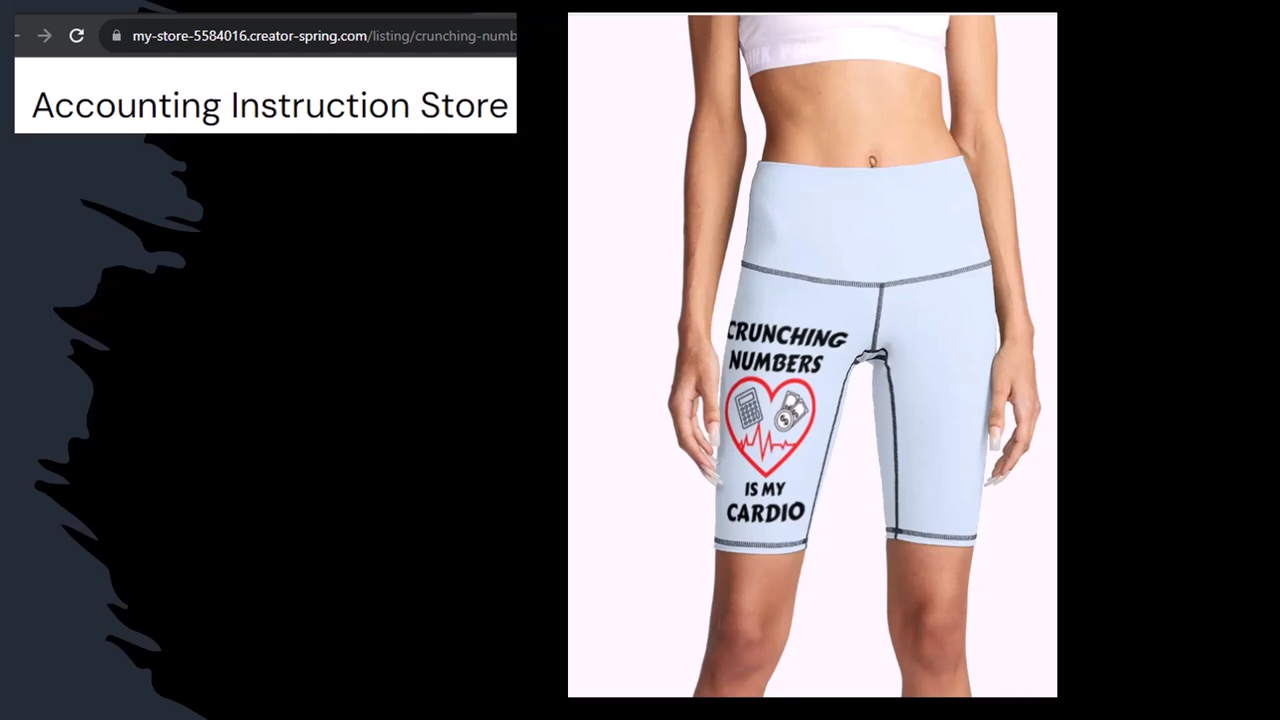 my-store-5584016.creator-spring.com/listing/crunching-numb
Accounting Instruction Store
CRUNCHING
NUMBERS
IS MY
CARDIO